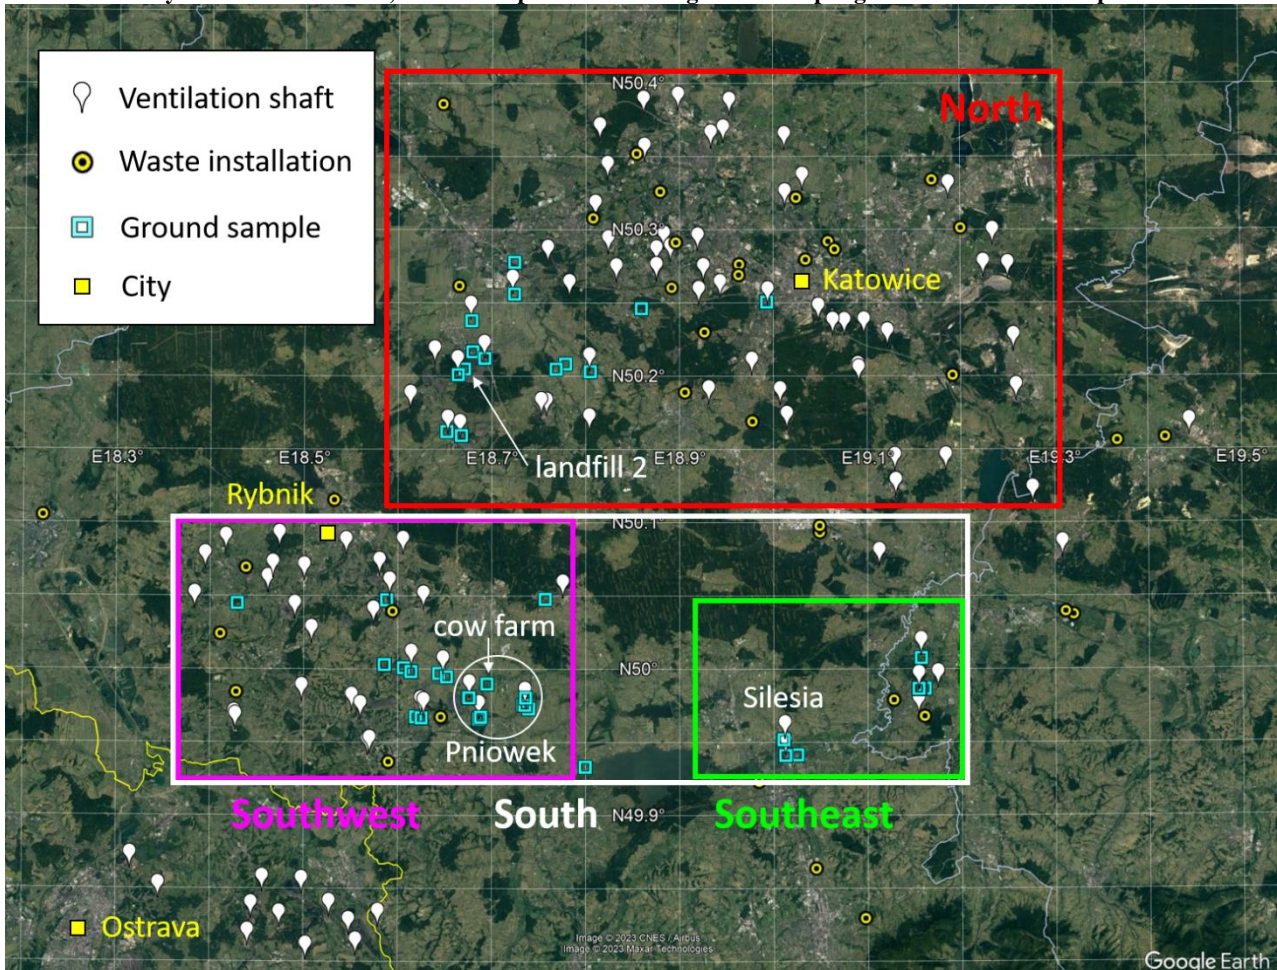 Ventilation shaft
Waste installation
Ground sample
City
North
N50.4°
N50.3°
Katowice
N50.2°
landfill 2
E18.3°
E18.5°
E18.7°
E18.9°
E19.1°
E19.3°
E19.5°
Rybnik
N50.1°
cow farm
N50°
Silesia
Pniowek
Southwest
South
N49.9°
Southeast
Ostrava
Image © 2023 CNES / Airbus
Image © 2023 Maxar Technologies
Google Earth